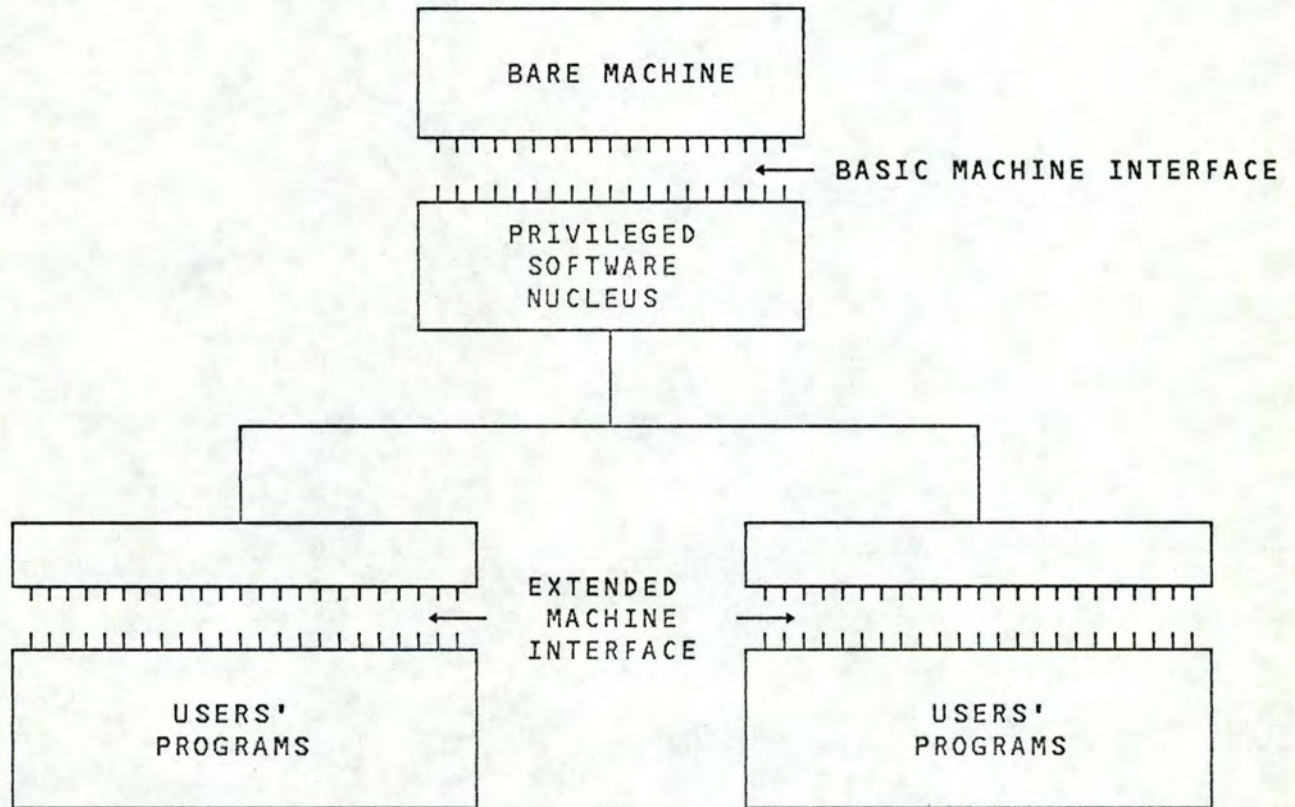 BARE MACHINE
BASIC MACHINE INTERFACE
PRIVILEGED
SOFTWARE
NUCLEUS
EXTENDED
MACHINE
INTERFACE
USERS'
PROGRAMS
USERS'
PROGRAMS